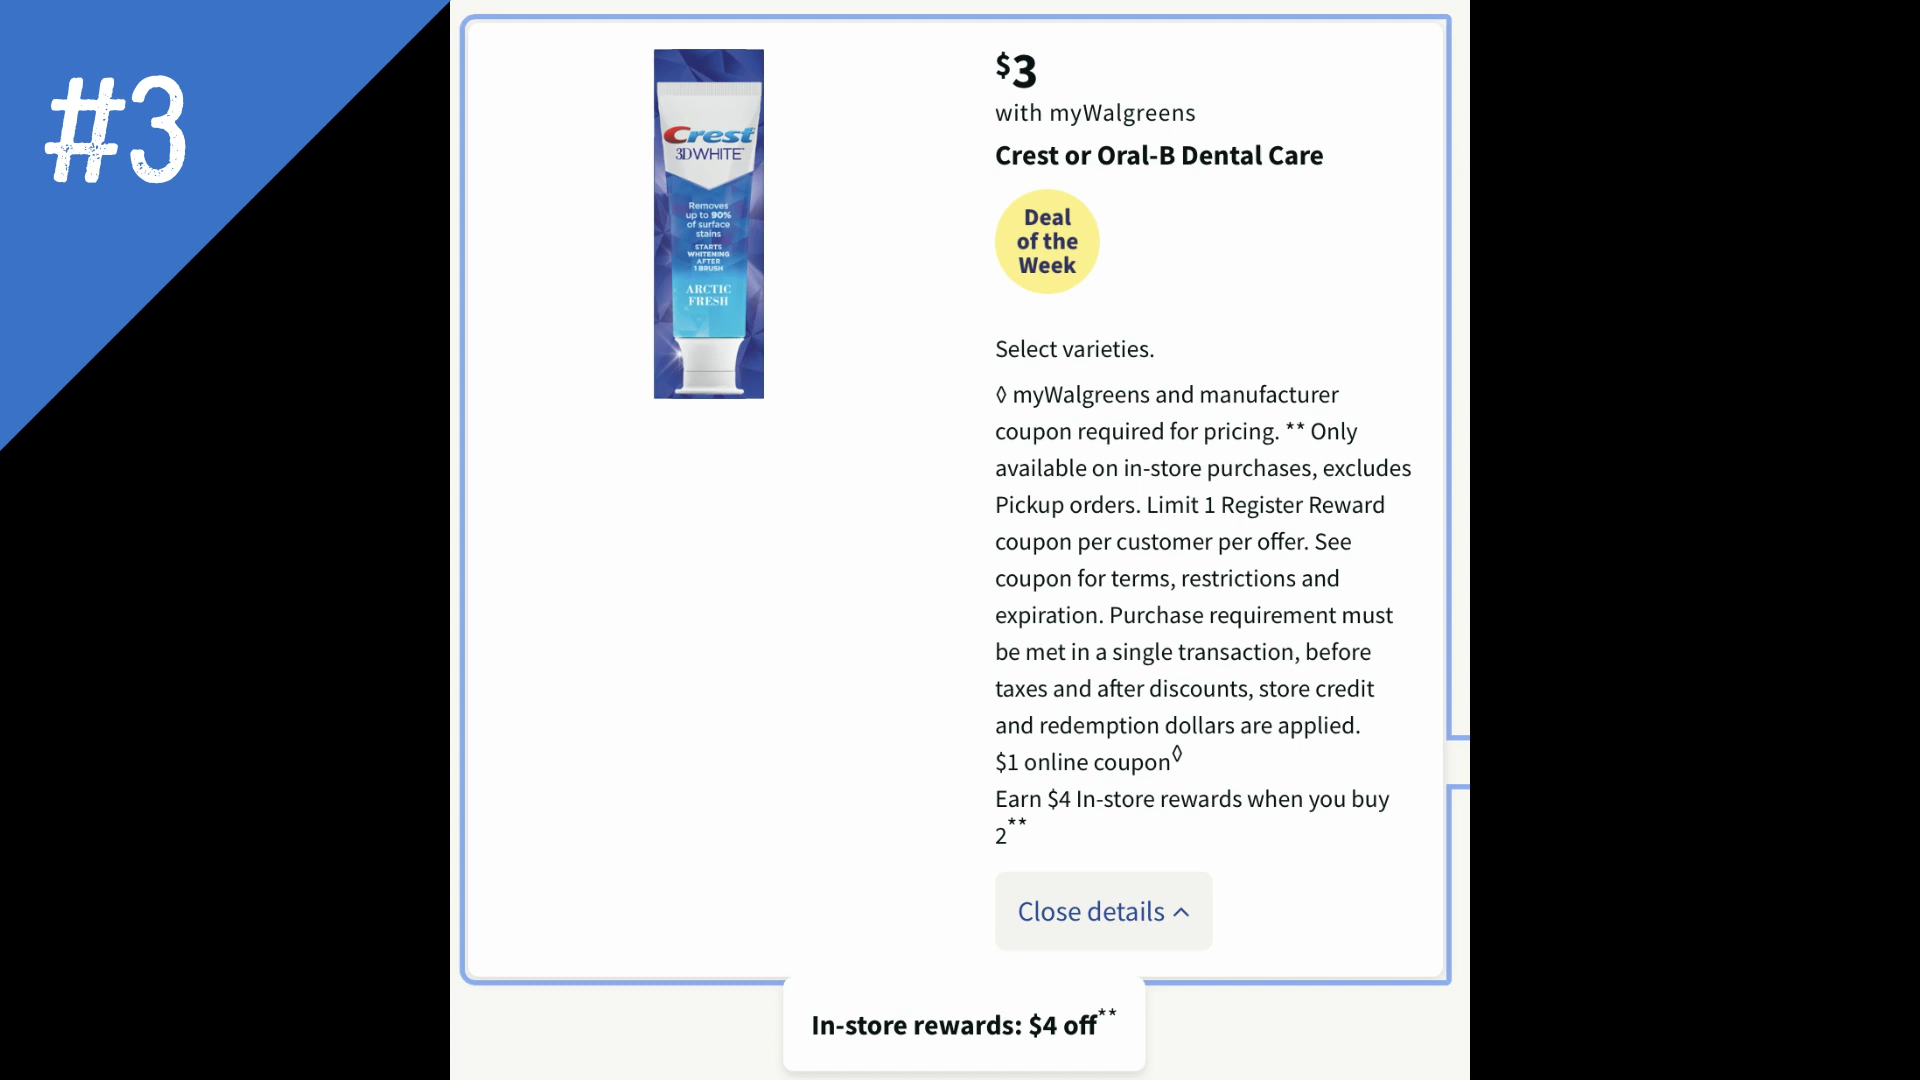 #3
Crest
3DWHITE™
Removes
up to 90%
of surface
stains
STARTS
WHITENING
AFTER
1 BRUSH
ARCTIC
FRESH
$3
with myWalgreens
Crest or Oral-B Dental Care
Deal
of the
Week
Select varieties.
◊ myWalgreens and manufacturer
coupon required for pricing. ** Only
available on in-store purchases, excludes
Pickup orders. Limit 1 Register Reward
coupon per customer per offer. See
coupon for terms, restrictions and
expiration. Purchase requirement must
be met in a single transaction, before
taxes and after discounts, store credit
and redemption dollars are applied.
$1 online coupon◊
Earn $4 In-store rewards when you buy
2**
Close details
In-store rewards: $4 off**